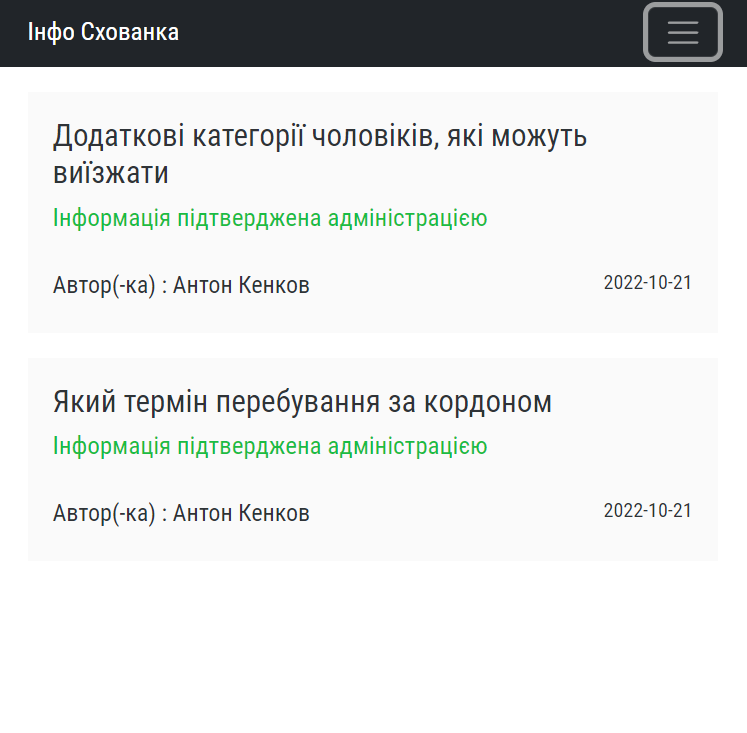 Інфо Схованка
Додаткові категорії чоловіків, які можуть
виїзжати
Інформація підтверджена адміністрацією
Автор(-ка) : Антон Кенков
2022-10-21
Який термін перебування за кордоном
Інформація підтверджена адміністрацією
Автор(-ка) : Антон Кенков
2022-10-21